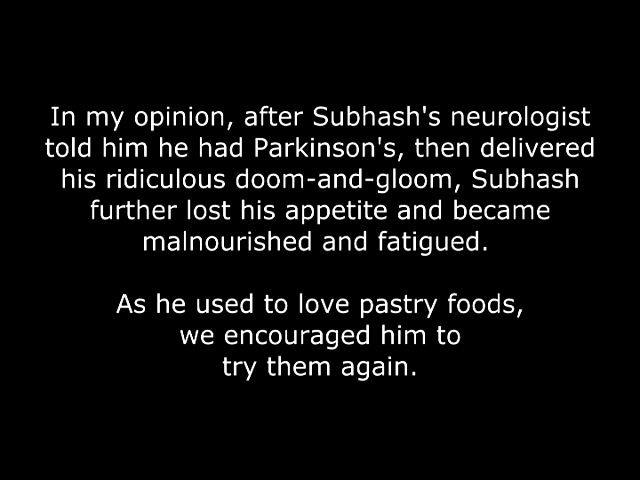 In my opinion, after Subhash's neurologist
told him he had Parkinson's, then delivered
his ridiculous doom-and-gloom, Subhash
further lost his appetite and became
malnourished and fatigued.
As he used to love pastry foods,
we encouraged him to
try them again.